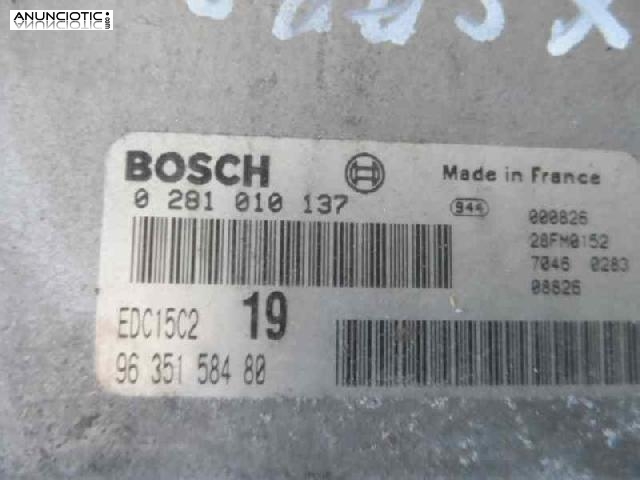 ANUNCIOTIC
.com
BOSCH
Made in France
0 281 010 137
944
000826
28FM0152
7046 0283
08826
EDC15C2
19
96 351 584 80